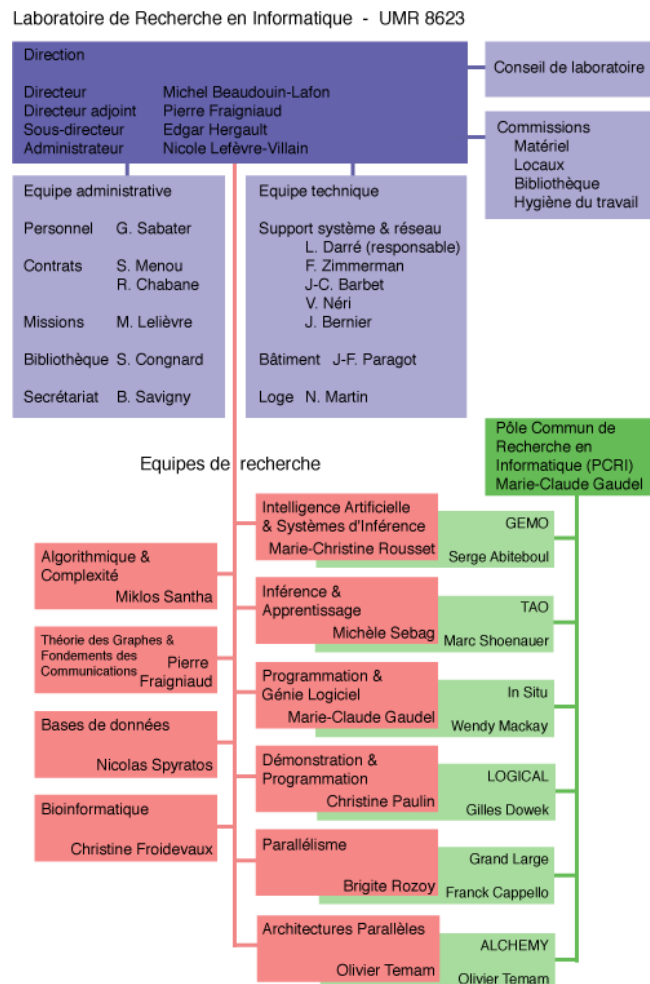 Laboratoire de Recherche en Informatique - UMR 8623
Direction
Directeur Michel Beaudouin-Lafon
Directeur adjoint Pierre Fraigniaud
Sous-directeur Edgar Hergault
Administrateur Nicole Lefèvre-Villain
Conseil de laboratoire
Commissions
Matériel
Locaux
Bibliothèque
Hygiène du travail
Equipe administrative
Personnel G. Sabater
Contrats S. Menou
R. Chabane
Missions M. Lelièvre
Bibliothèque S. Congnard
Secrétariat B. Savigny
Equipe technique
Support système & réseau
L. Darré (responsable)
F. Zimmerman
J-C. Barbet
V. Néri
J. Bernier
Bâtiment J-F. Paragot
Loge N. Martin
Pôle Commun de
Recherche en
Informatique (PCRI)
Marie-Claude Gaudel
Equipes de recherche
Algorithmique &
Complexité
Miklos Santha
Théorie des Graphes &
Fondements des
Communications Pierre
Fraigniaud
Bases de données
Nicolas Spyratos
Bioinformatique
Christine Froidevaux
Intelligence Artificielle
& Systèmes d'Inférence
Marie-Christine Rousset
GEMO
Serge Abiteboul
Inférence &
Apprentissage
Michèle Sebag
TAO
Marc Shoenauer
Programmation &
Génie Logiciel
Marie-Claude Gaudel
In Situ
Wendy Mackay
Démonstration &
Programmation
Christine Paulin
LOGICAL
Gilles Dowek
Parallélisme
Brigite Rozoy
Grand Large
Franck Cappello
Architectures Parallèles
Olivier Temam
ALCHEMY
Olivier Temam